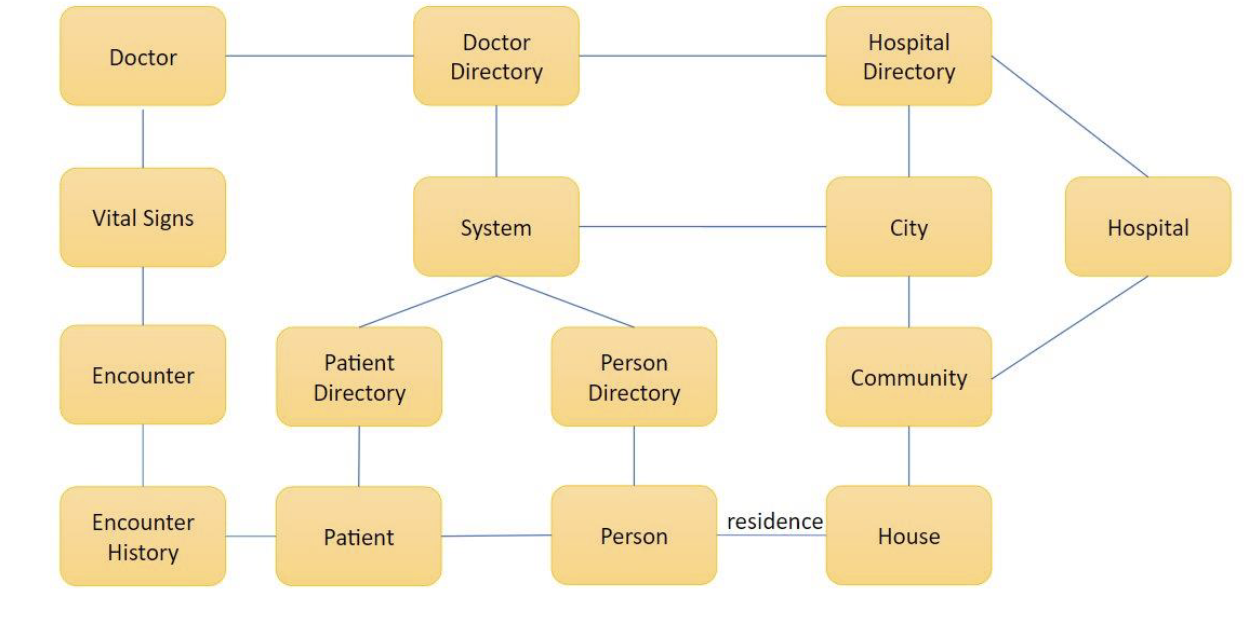 Doctor
Doctor
Directory
Hospital
Directory
Vital Signs
System
City
Hospital
Encounter
Patient
Directory
Person
Directory
Community
Encounter
History
Patient
Person
residence
House